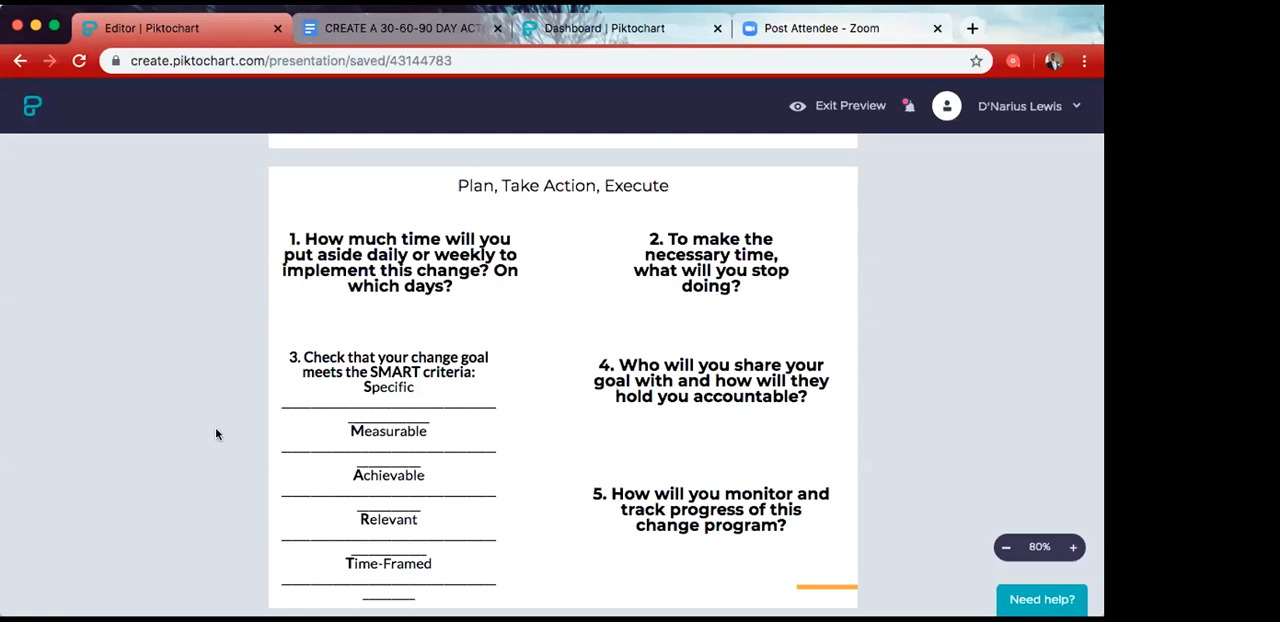 Editor | Piktochart
CREATE A 30-60-90 DAY ACT
Dashboard | Piktochart
Post Attendee - Zoom
create.piktochart.com/presentation/saved/43144783
Exit Preview
D'Narius Lewis
Plan, Take Action, Execute
1. How much time will you
put aside daily or weekly to
implement this change? On
which days?
2. To make the
necessary time,
what will you stop
doing?
3. Check that your change goal
meets the SMART criteria:
Specific
Measurable
Achievable
Relevant
Time-Framed
4. Who will you share your
goal with and how will they
hold you accountable?
5. How will you monitor and
track progress of this
change program?
80%
Need help?